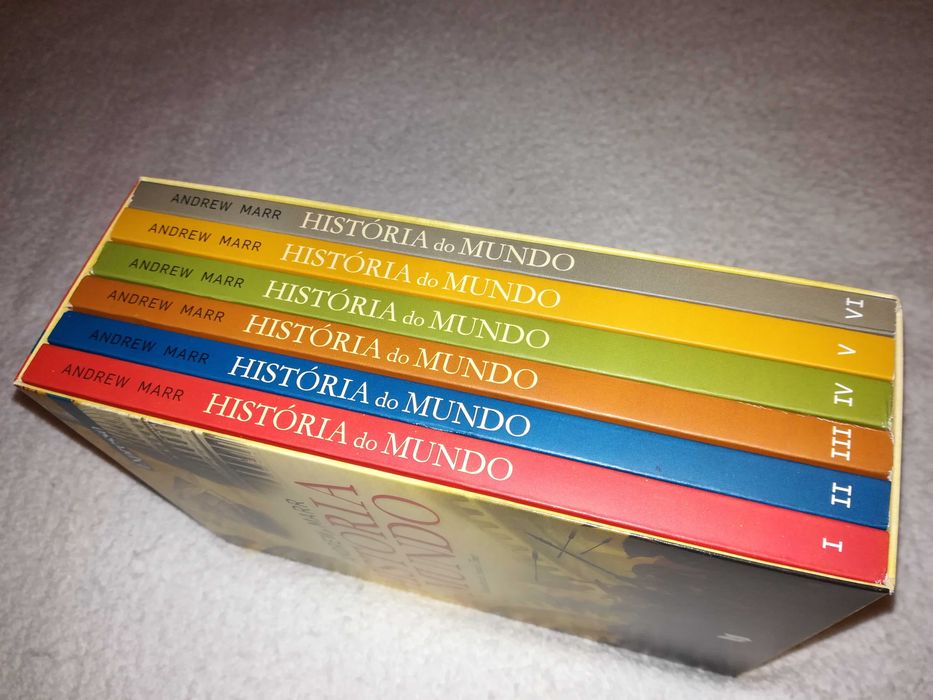 ANDREW MARR HISTÓRIA do MUNDO VI
ANDREW MARR HISTÓRIA do MUNDO V
ANDREW MARR HISTÓRIA do MUNDO IV
ANDREW MARR HISTÓRIA do MUNDO III
ANDREW MARR HISTÓRIA do MUNDO II
ANDREW MARR HISTÓRIA do MUNDO I
MARR